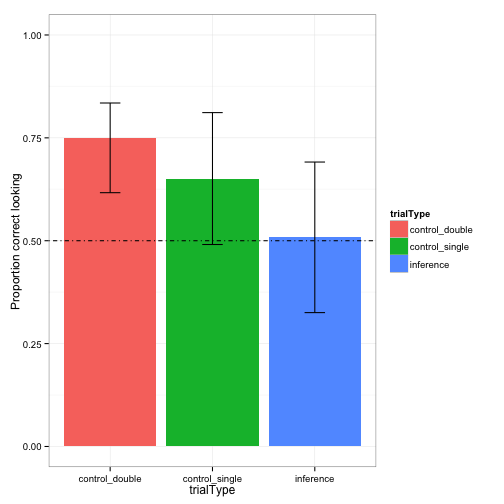 1.00
0.75
0.50
0.25
0.00
Proportion correct looking
control_double
control_single
inference
trialType
trialType
control_double
control_single
inference